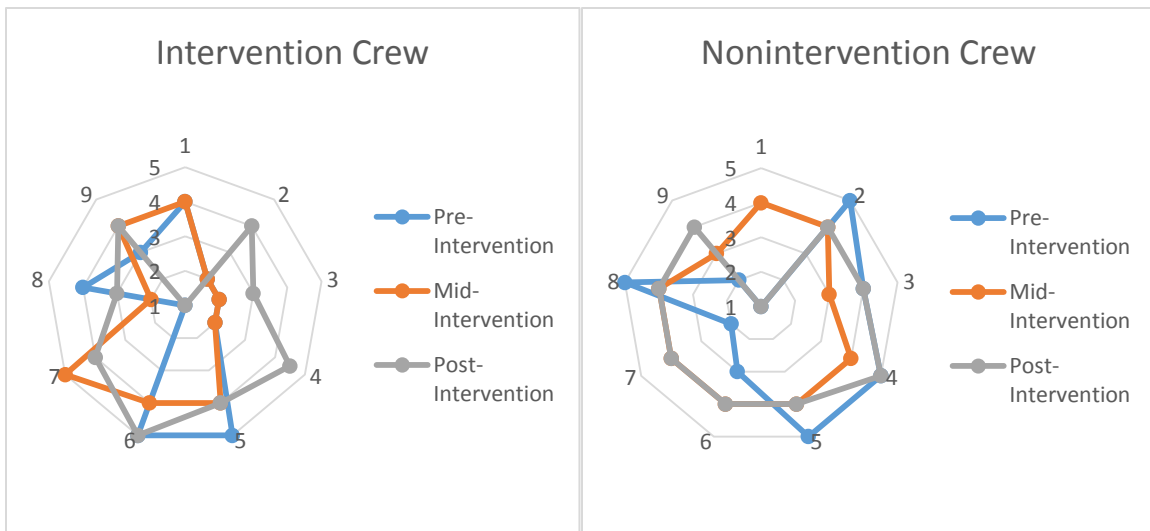 Intervention Crew
1
2
3
4
5
6
7
8
9
5
4
3
2
1
Pre-
Intervention
Mid-
Intervention
Post-
Intervention
Nonintervention Crew
1
2
3
4
5
6
7
8
9
5
4
3
2
1
Pre-
Intervention
Mid-
Intervention
Post-
Intervention